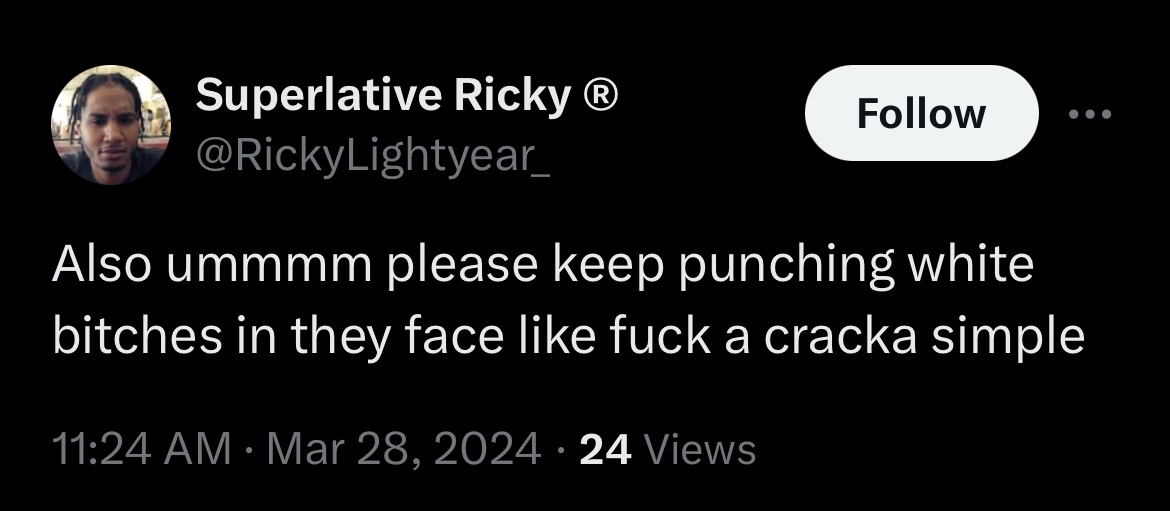 Superlative Ricky ®
@RickyLightyear_
Follow
Also ummmm please keep punching white
bitches in they face like fuck a cracka simple
11:24 AM · Mar 28, 2024 · 24 Views